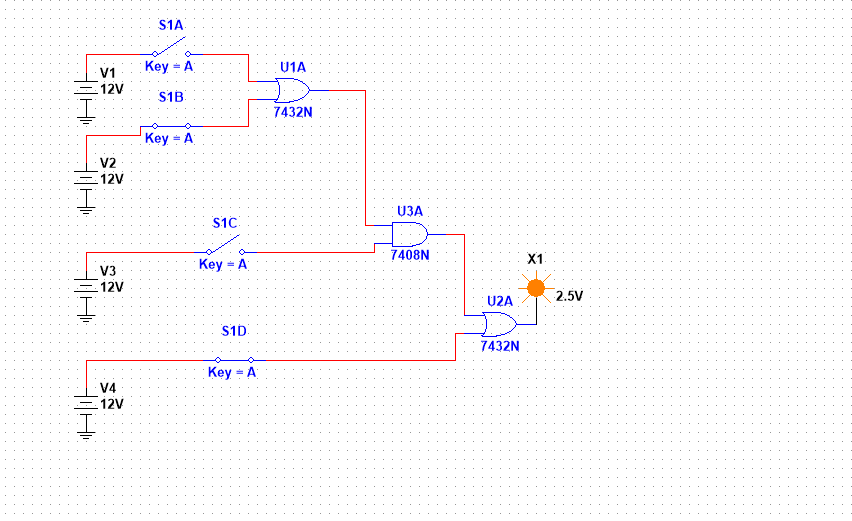 S1A
Key = A
V1
12V
U1A
7432N
S1B
Key = A
V2
12V
S1C
Key = A
V3
12V
U3A
7408N
X1
2.5V
U2A
7432N
S1D
Key = A
V4
12V